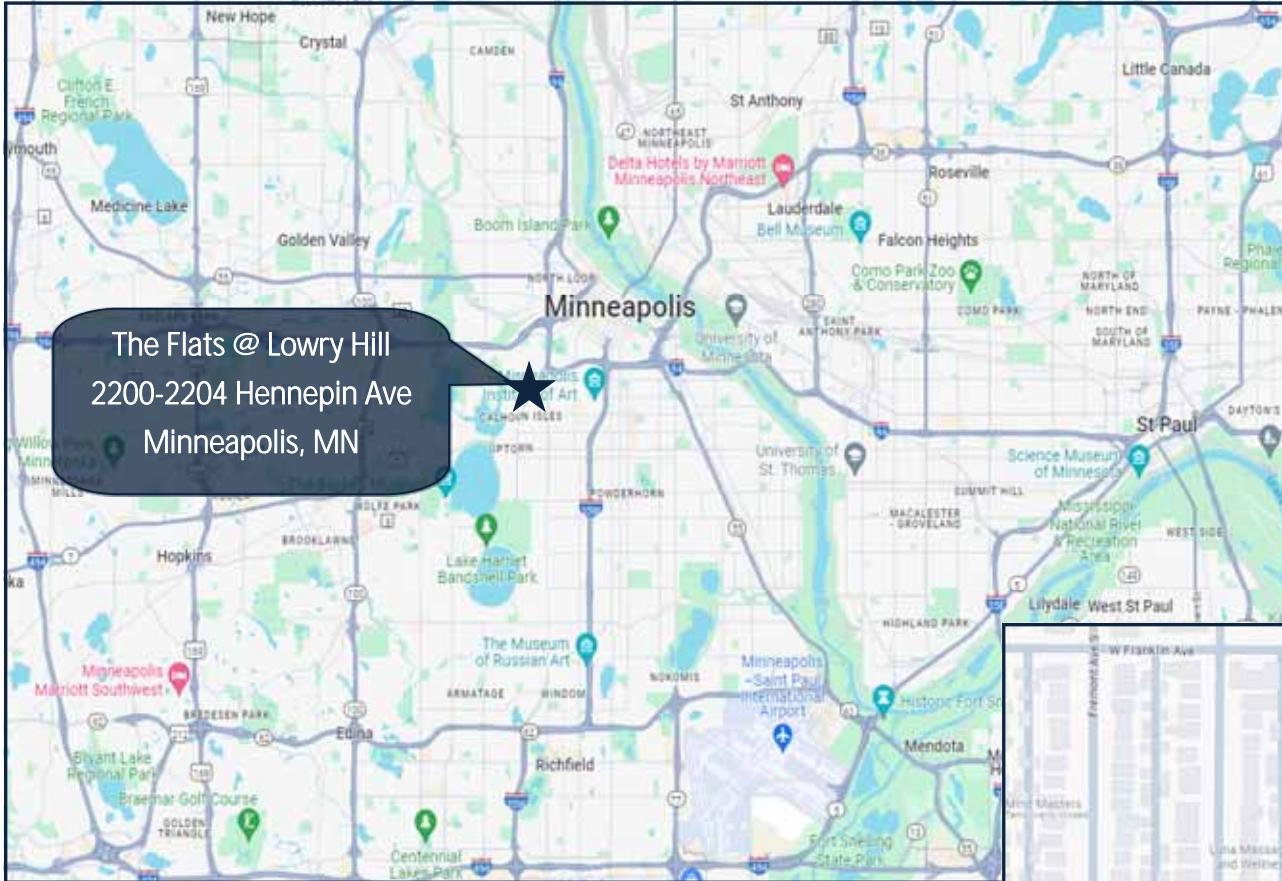 New Hope
Crystal
CAMDEN
Little Canada
Clifton E.
French
Regional Park
St Anthony
NORTHEAST
MINNEAPOLIS
Delta Hotels by Marriott
Minneapolis Northeast
Roseville
Medicine Lake
Boom Island Park
Lauderdale
Bell Museum
Golden Valley
Falcon Heights
Como Park Zoo
& Conservatory
NORTH LOOP
NORTH OF
MARYLAND
COMO PARK
NORTH END
PAYNE - PHALEN
Minneapolis
SAINT
ANTHONY PARK
SOUTH OF
MARYLAND
University of
Minnesota
The Flats @ Lowry Hill
2200-2204 Hennepin Ave
Minneapolis, MN
Minneapolis
Institute of Art
CALHOUN ISLES
UPTOWN
DAYTON'S
St Paul
University of
St. Thomas
Science Museum
of Minnesota
POWDERHORN
SUMMIT HILL
MACALESTER
- GROVELAND
Mississippi
National River
& Recreation
Area
WEST SIDE
WOLFE PARK
BROOKLAWNS
Hopkins
Lake Harriet
Bandshell Park
Lilydale
West St Paul
HIGHLAND PARK
The Museum
of Russian Art
Minneapolis
Marriott Southwest
Minneapolis
-Saint Paul
International
Airport
NOKOMIS
ARMATAGE
WINDOM
Historic Fort Sn
BREDESEN PARK
Edina
Mendota
Bryant Lake
Regional Park
Richfield
Braemar Golf Course
GOLDEN
TRIANGLE
Centennial
Lakes Park
Fort Snelling
State Park
W Franklin Ave
Fremont Ave S